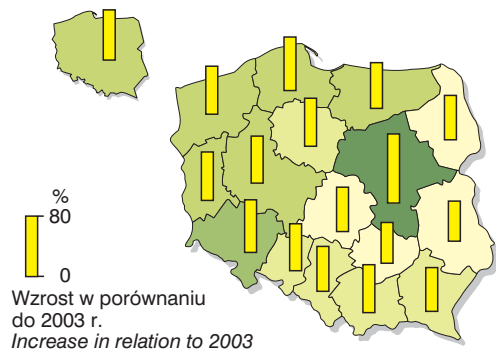 %
80
0
Wzrost w porównaniu
do 2003 r.
Increase in relation to 2003